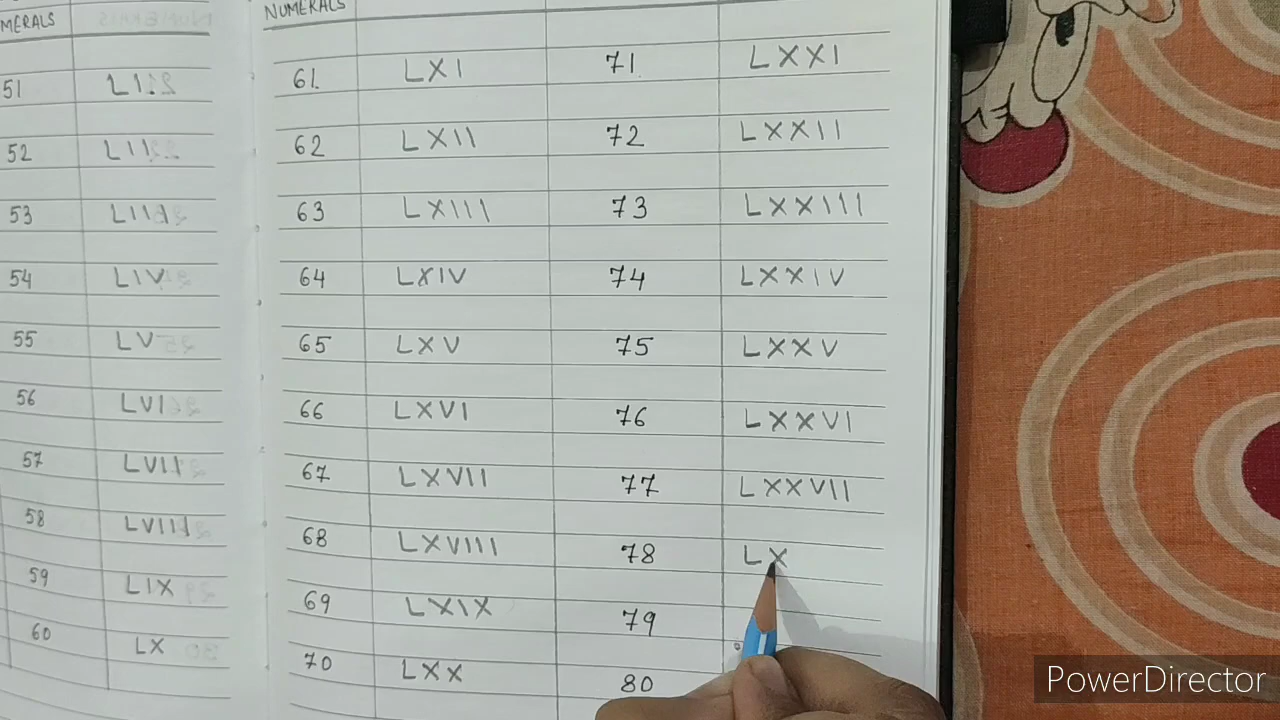 MERALS
NUMERALS
51 LI
52 LII
53 LIII
54 LIV
55 LV
56 LVI
57 LVII
58 LVIII
59 LIX
60 LX
61. LXI 71. LXXI
62 LXII 72 LXXII
63 LXIII 73 LXXIII
64 LXIV 74 LXXIV
65 LXV 75 LXXV
66 LXVI 76 LXXVI
67 LXVII 77 LXXVII
68 LXVIII 78 LX
69 LXIX 79
70 LXX 80
PowerDirector